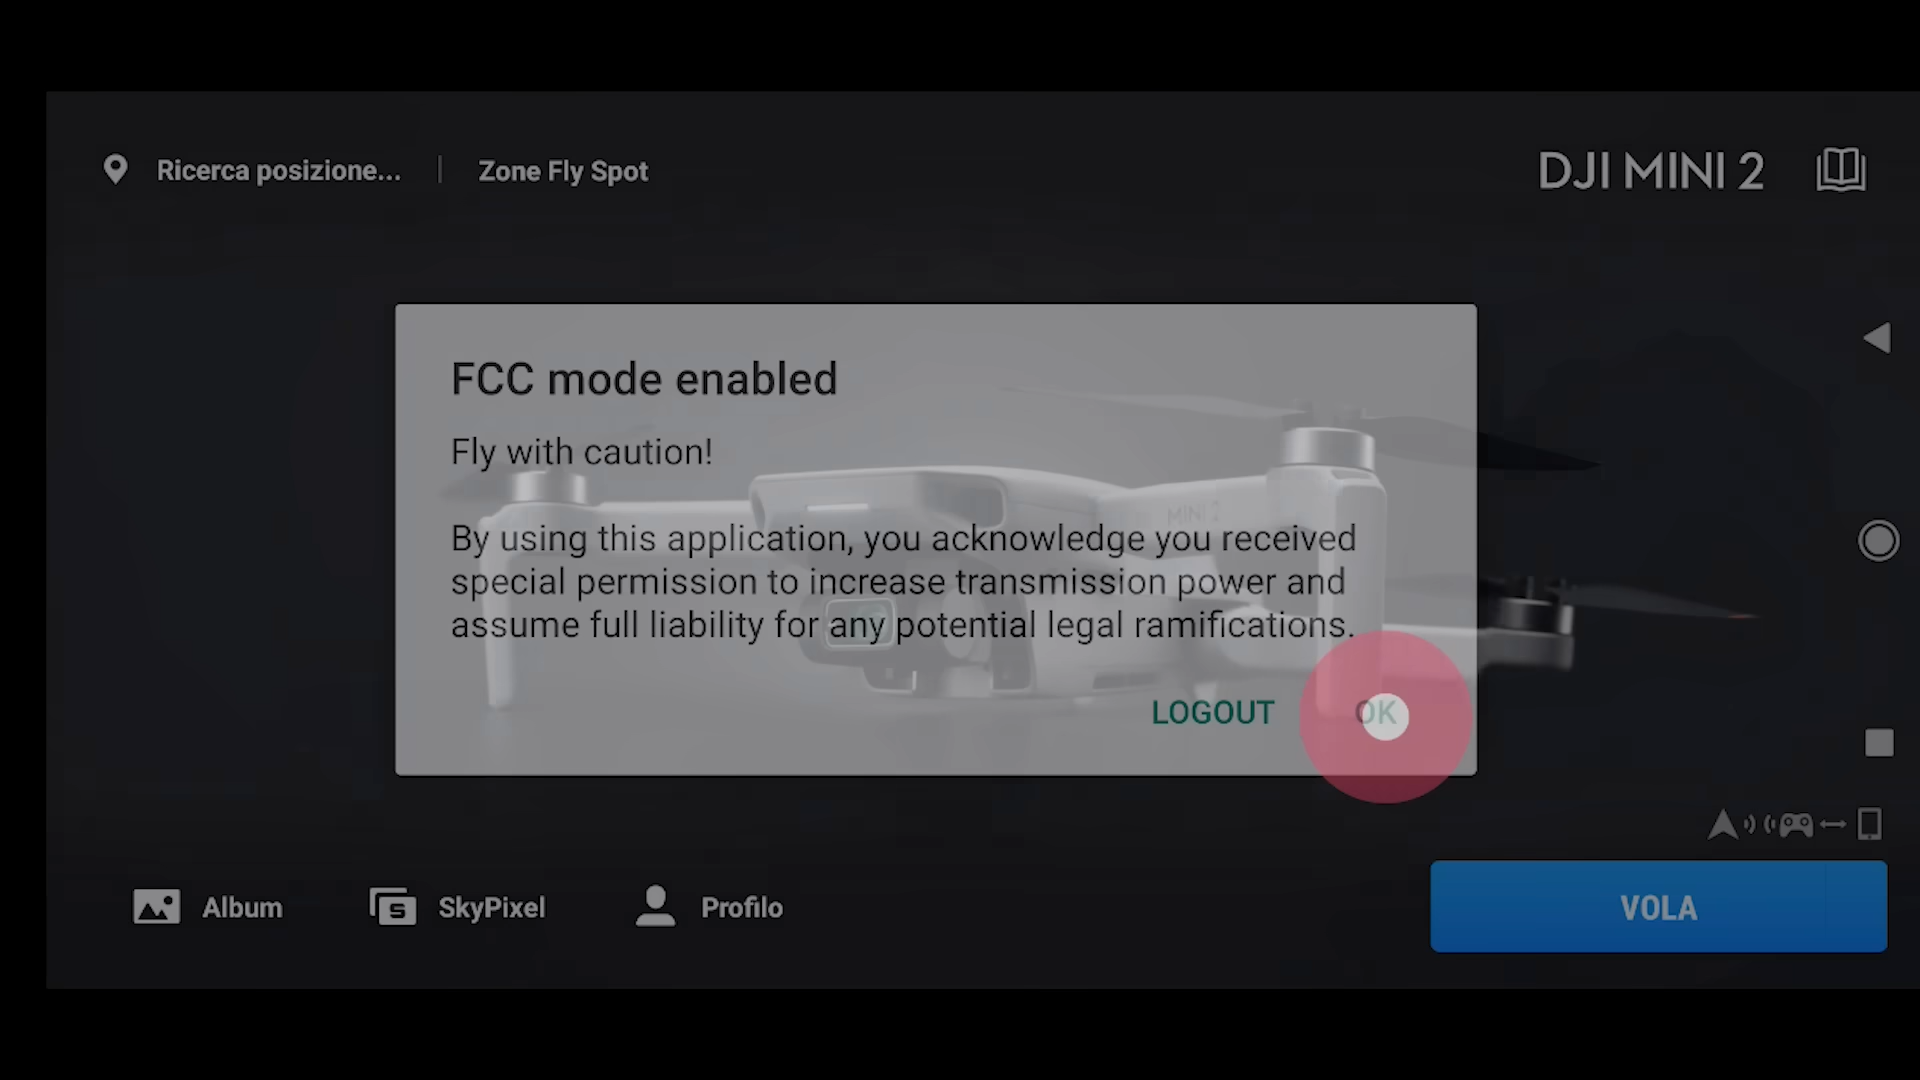 Ricerca posizione... | Zone Fly Spot
DJI MINI 2
FCC mode enabled
Fly with caution!
MINI 2
By using this application, you acknowledge you received
special permission to increase transmission power and
assume full liability for any potential legal ramifications.
LOGOUT OK
Album SkyPixel Profilo
VOLA